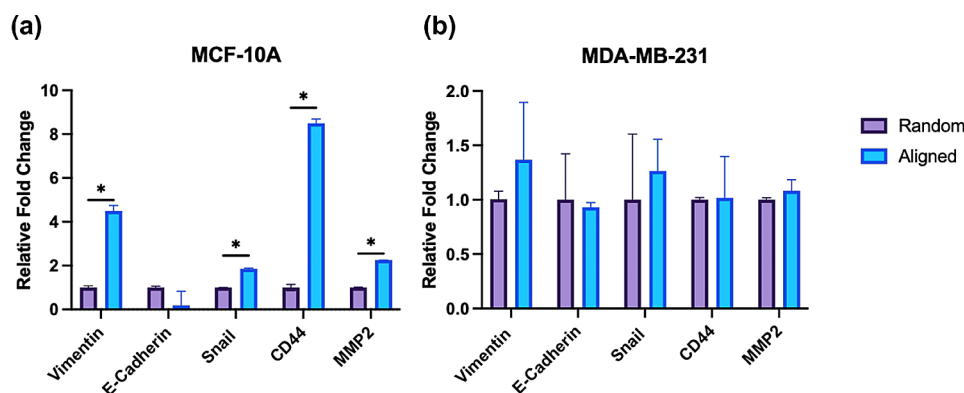 (a)
MCF-10A
Relative Fold Change
10
8
6
4
2
0
*
*
*
*
Vimentin
E-Cadherin
Snail
CD44
MMP2
(b)
MDA-MB-231
Relative Fold Change
2.0
1.5
1.0
0.5
0.0
Vimentin
E-Cadherin
Snail
CD44
MMP2
Random
Aligned